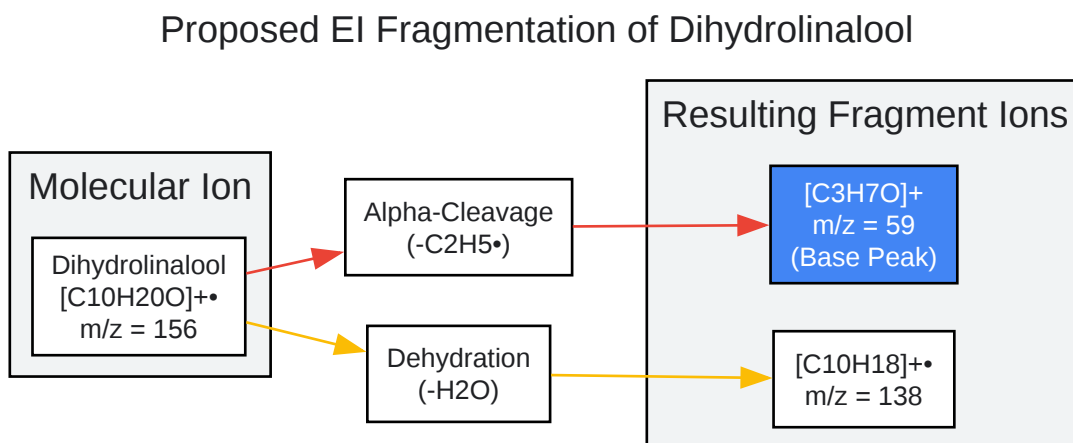 Proposed EI Fragmentation of Dihydrolinalool
Molecular Ion
Dihydrolinalool
[C10H20O]+•
m/z = 156
Alpha-Cleavage
(-C2H5•)
Dehydration
(-H2O)
Resulting Fragment Ions
[C3H7O]+
m/z = 59
(Base Peak)
[C10H18]+•
m/z = 138